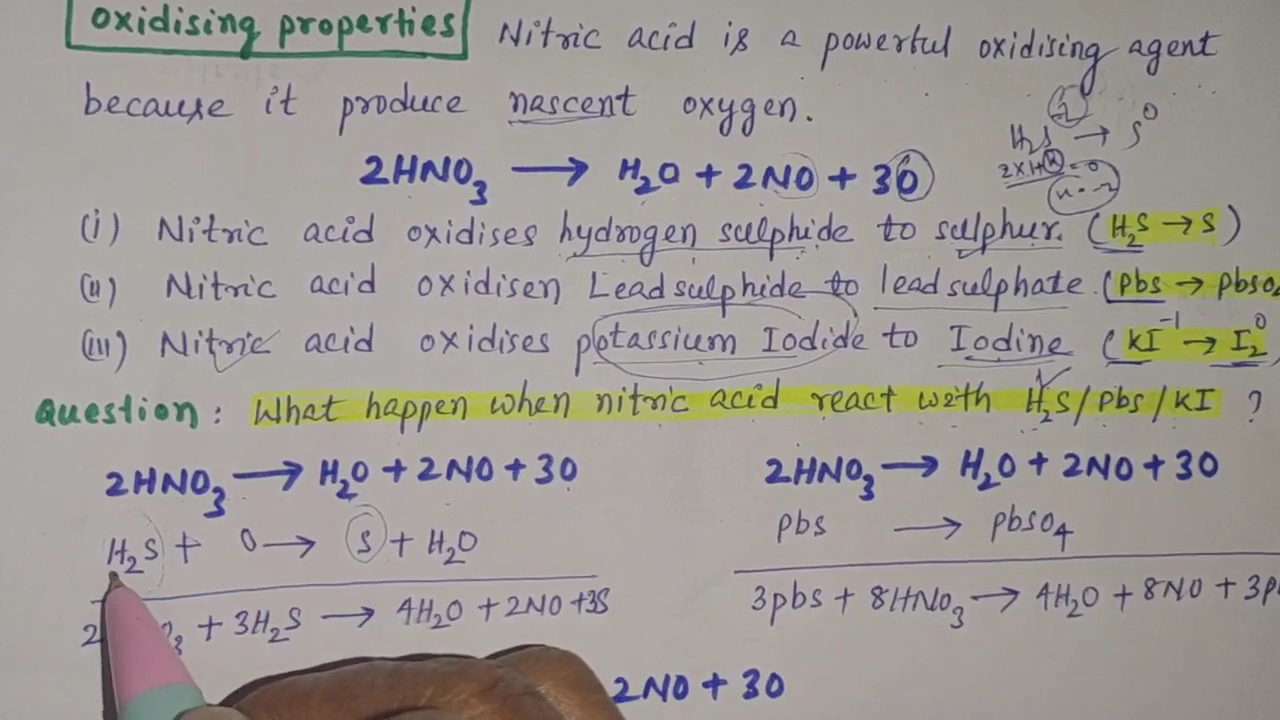 oxidising properties Nitric acid is a powerful oxidising agent
because it produce nascent oxygen.
H₂S → S⁰
2HNO₃ → H₂O + 2NO + 3O
(i) Nitric acid oxidises hydrogen sulphide to sulphur. (H₂S → S)
(ii) Nitric acid oxidisen Lead sulphide to lead sulphate (pbs → pbso₄
(iii) Nitric acid oxidises potassium Iodide to Iodine (KI⁻¹ → I₂⁰
Question: What happen when nitric acid react with H₂S/pbs/KI ?
2HNO₃ → H₂O + 2NO + 3O
H₂S + O → S + H₂O
+ 3H₂S → 4H₂O + 2NO + 3S
2HNO₃ → H₂O + 2NO + 3O
pbs → pbso₄
3pbs + 8HNO₃ → 4H₂O + 8NO + 3p
2NO + 3O